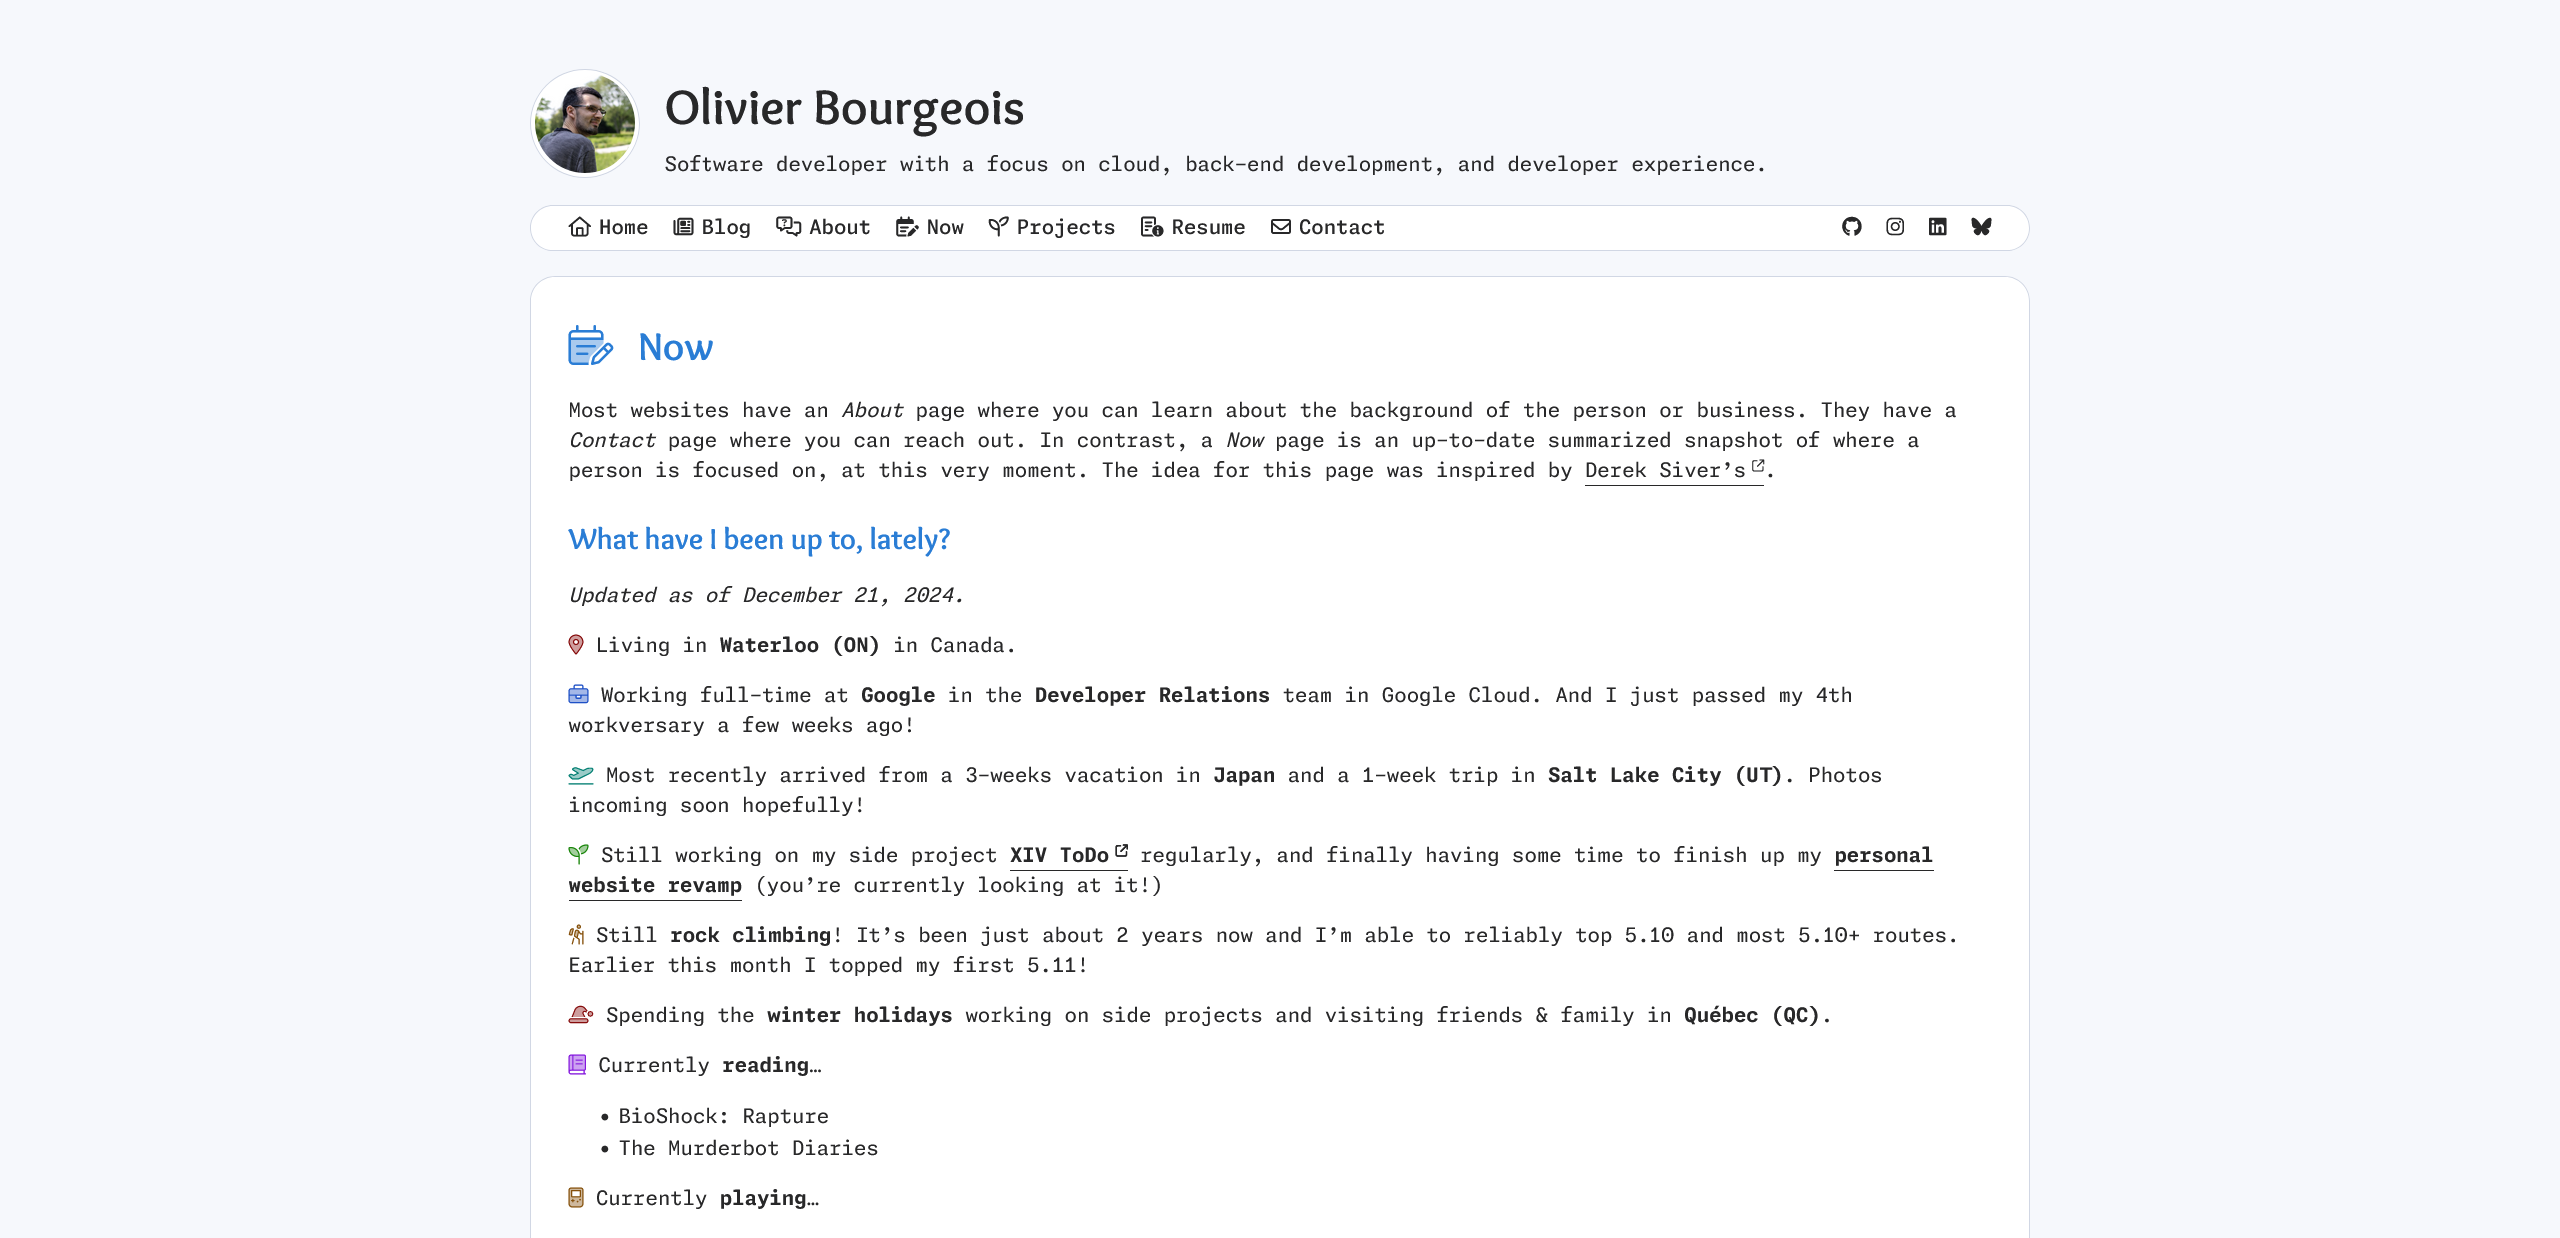 Olivier Bourgeois
Software developer with a focus on cloud, back-end development, and developer experience.
Home Blog About Now Projects Resume Contact
Now
Most websites have an About page where you can learn about the background of the person or business. They have a
Contact page where you can reach out. In contrast, a Now page is an up-to-date summarized snapshot of where a
person is focused on, at this very moment. The idea for this page was inspired by Derek Siver’s.
What have I been up to, lately?
Updated as of December 21, 2024.
Living in Waterloo (ON) in Canada.
Working full-time at Google in the Developer Relations team in Google Cloud. And I just passed my 4th
workversary a few weeks ago!
Most recently arrived from a 3-weeks vacation in Japan and a 1-week trip in Salt Lake City (UT). Photos
incoming soon hopefully!
Still working on my side project XIV ToDo regularly, and finally having some time to finish up my personal
website revamp (you’re currently looking at it!)
Still rock climbing! It’s been just about 2 years now and I’m able to reliably top 5.10 and most 5.10+ routes.
Earlier this month I topped my first 5.11!
Spending the winter holidays working on side projects and visiting friends & family in Québec (QC).
Currently reading…
• BioShock: Rapture
• The Murderbot Diaries
Currently playing…